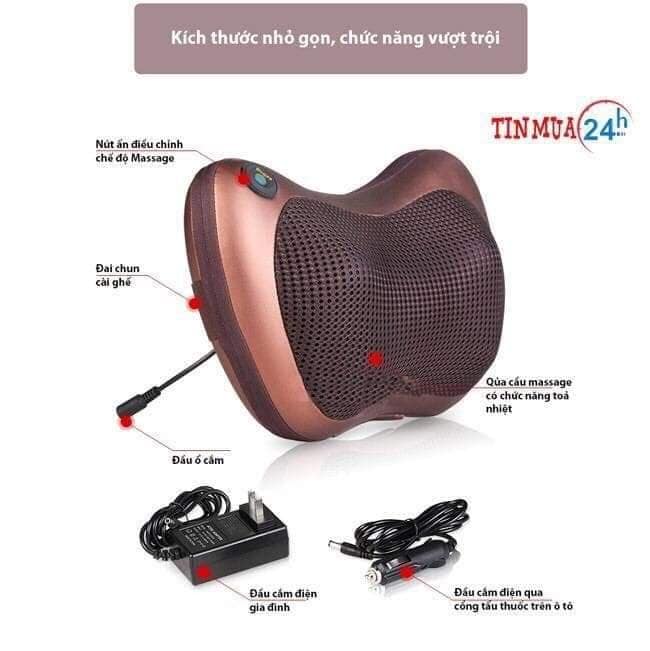 Kích thước nhỏ gọn, chức năng vượt trội
TINMUA 24h
Nút ấn điều chỉnh
chế độ Massage
Đai chun
cài ghế
Qủa cầu massage
có chức năng toả
nhiệt
Đầu ổ cắm
Đầu cắm điện
gia đình
Đầu cắm điện qua
cổng tẩu thuốc trên ô tô